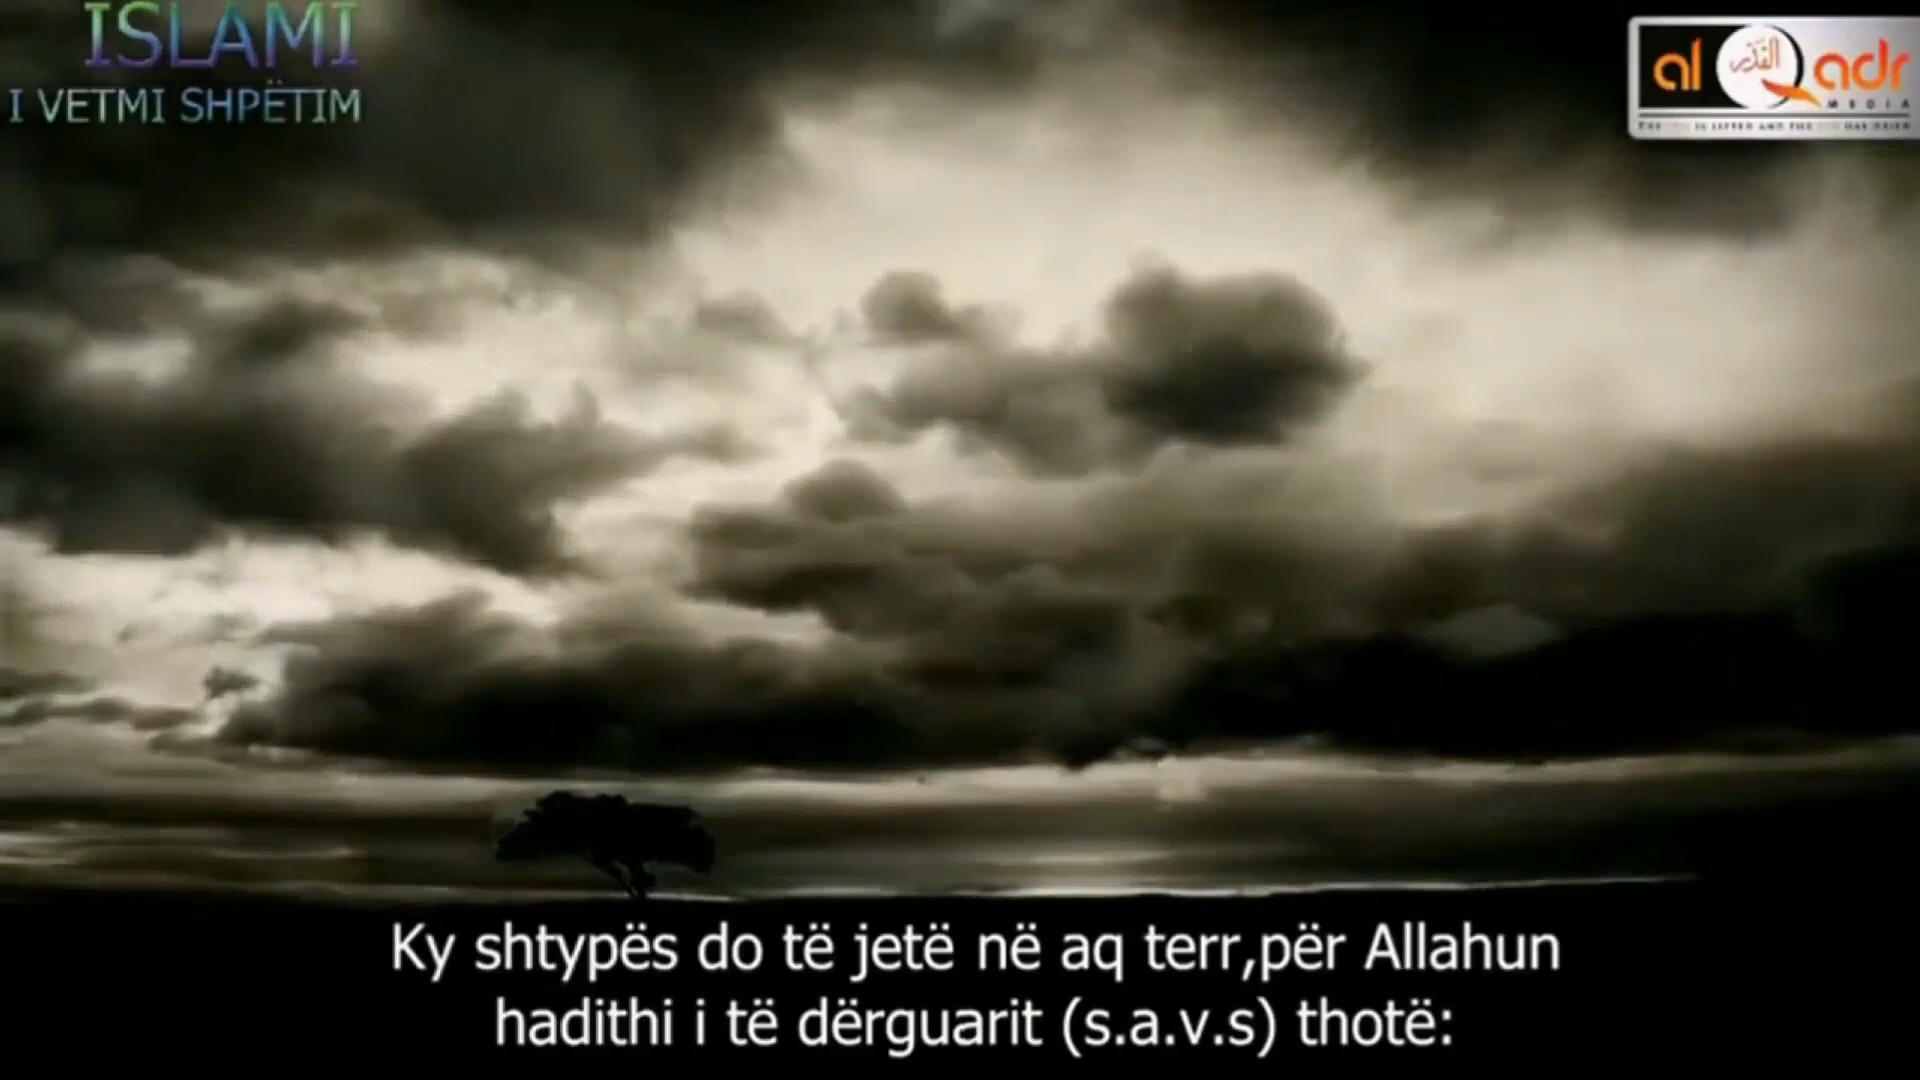 ISLAMI
I VETMI SHPËTIM
al Qadr
القدر
MEDIA
Ky shtypës do të jetë në aq terr,për Allahun
hadithi i të dërguarit (s.a.v.s) thotë: